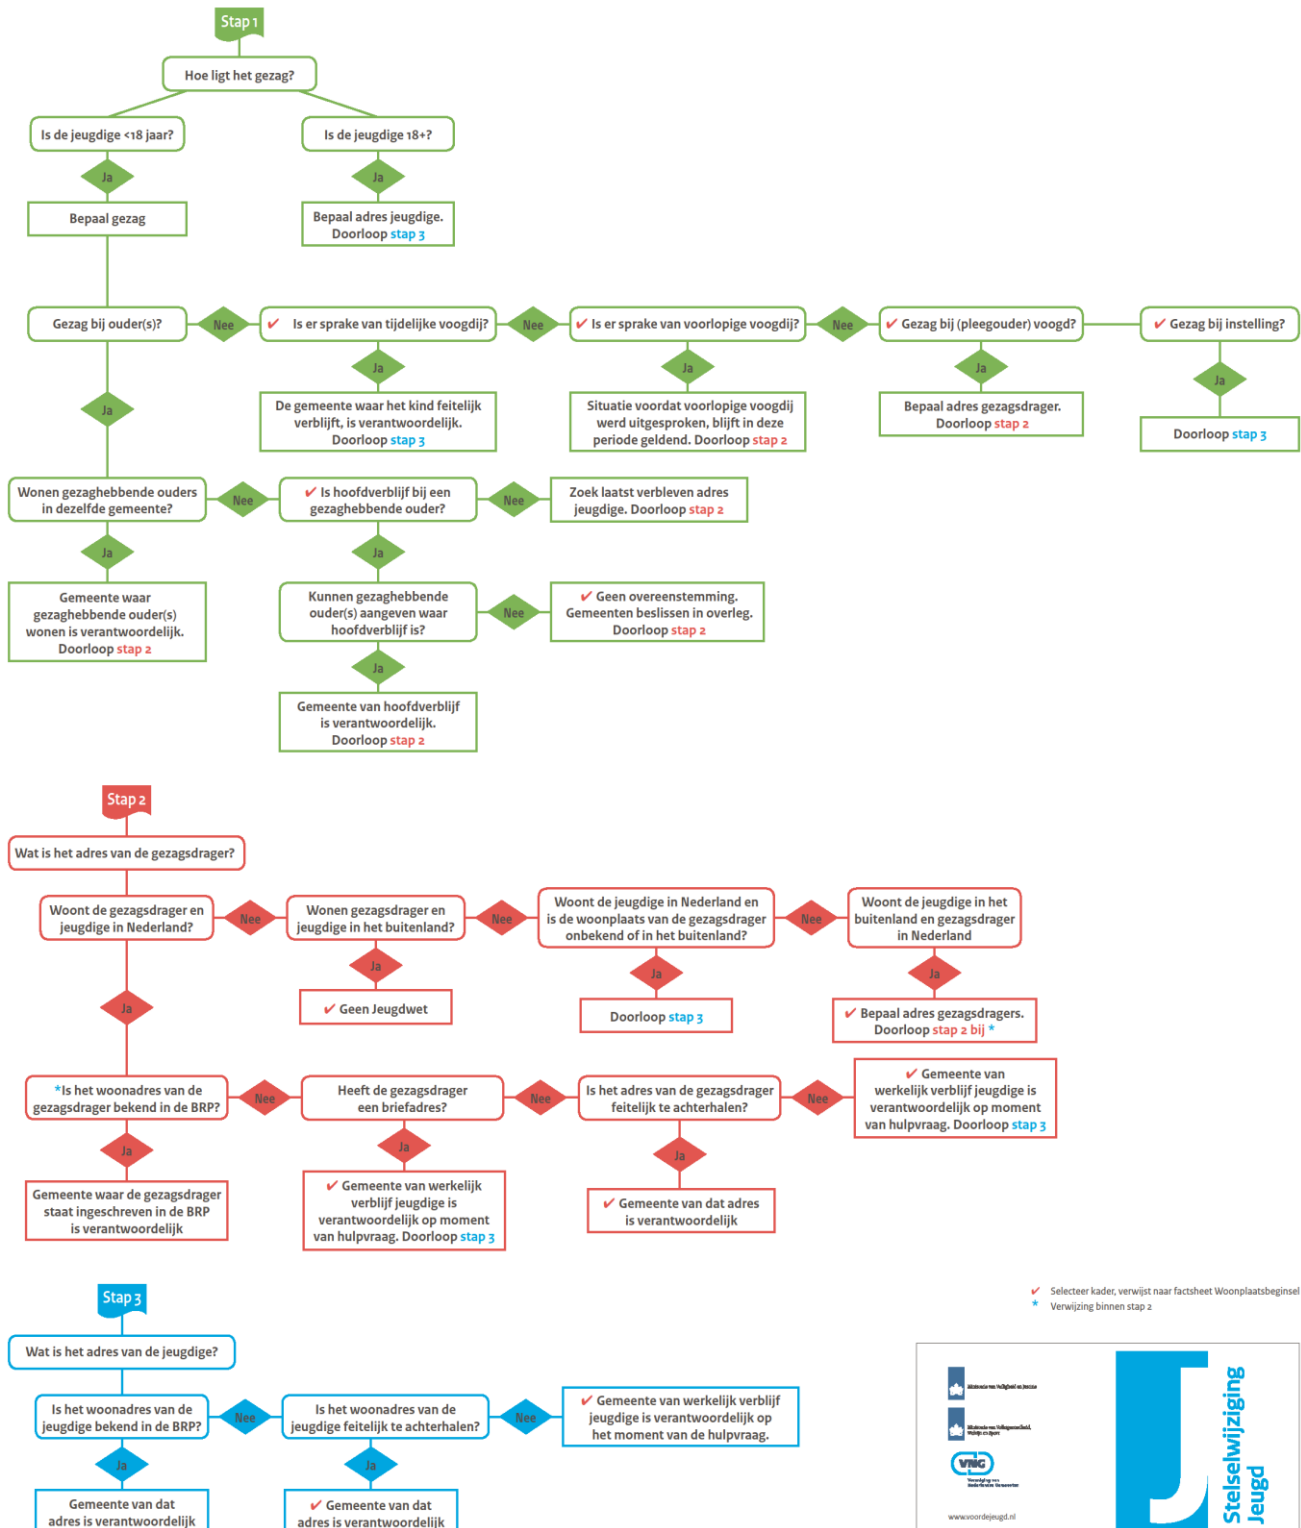 Stap 1
Hoe ligt het gezag?
Is de jeugdige <18 jaar?
Is de jeugdige 18+?
Ja
Ja
Bepaal gezag
Bepaal adres jeugdige.
Doorloop stap 3
Gezag bij ouder(s)?
Nee
✔ Is er sprake van tijdelijke voogdij?
Nee
✔ Is er sprake van voorlopige voogdij?
Nee
✔ Gezag bij (pleegouder) voogd?
✔ Gezag bij instelling?
Ja
Ja
Ja
Ja
Ja
De gemeente waar het kind feitelijk
verblijft, is verantwoordelijk.
Doorloop stap 3
Situatie voordat voorlopige voogdij
werd uitgesproken, blijft in deze
periode geldend. Doorloop stap 2
Bepaal adres gezagsdrager.
Doorloop stap 2
Doorloop stap 3
Wonen gezaghebbende ouders
in dezelfde gemeente?
Nee
✔ Is hoofdverblijf bij een
gezaghebbende ouder?
Nee
Zoek laatst verbleven adres
jeugdige. Doorloop stap 2
Ja
Ja
Gemeente waar
gezaghebbende ouder(s)
wonen is verantwoordelijk.
Doorloop stap 2
Kunnen gezaghebbende
ouder(s) aangeven waar
hoofdverblijf is?
Nee
✔ Geen overeenstemming.
Gemeenten beslissen in overleg.
Doorloop stap 2
Ja
Gemeente van hoofdverblijf
is verantwoordelijk.
Doorloop stap 2
Stap 2
Wat is het adres van de gezagsdrager?
Woont de gezagsdrager en
jeugdige in Nederland?
Nee
Wonen gezagsdrager en
jeugdige in het buitenland?
Nee
Woont de jeugdige in Nederland en
is de woonplaats van de gezagsdrager
onbekend of in het buitenland?
Nee
Woont de jeugdige in het
buitenland en gezagsdrager
in Nederland
Ja
Ja
Ja
Ja
✔ Geen Jeugdwet
Doorloop stap 3
✔ Bepaal adres gezagsdragers.
Doorloop stap 2 bij *
*Is het woonadres van de
gezagsdrager bekend in de BRP?
Nee
Heeft de gezagsdrager
een briefadres?
Nee
Is het adres van de gezagsdrager
feitelijk te achterhalen?
Nee
✔ Gemeente van
werkelijk verblijf jeugdige is
verantwoordelijk op moment
van hulpvraag. Doorloop stap 3
Ja
Ja
Ja
Gemeente waar de gezagsdrager
staat ingeschreven in de BRP
is verantwoordelijk
✔ Gemeente van werkelijk
verblijf jeugdige is
verantwoordelijk op moment
van hulpvraag. Doorloop stap 3
✔ Gemeente van dat adres
is verantwoordelijk
Stap 3
Wat is het adres van de jeugdige?
Is het woonadres van de
jeugdige bekend in de BRP?
Nee
Is het woonadres van de
jeugdige feitelijk te achterhalen?
Nee
✔ Gemeente van werkelijk verblijf
jeugdige is verantwoordelijk op
het moment van de hulpvraag.
Ja
Ja
Gemeente van dat
adres is verantwoordelijk
✔ Gemeente van dat
adres is verantwoordelijk
✔ Selecteer kader, verwijst naar factsheet Woonplaatsbeginsel
* Verwijzing binnen stap 2
Ministerie van Veiligheid en Justitie
Ministerie van Volksgezondheid,
Welzijn en Sport
VNG
Vereniging van
Nederlandse Gemeenten
www.voordejeugd.nl
J
Stelselwijziging
Jeugd